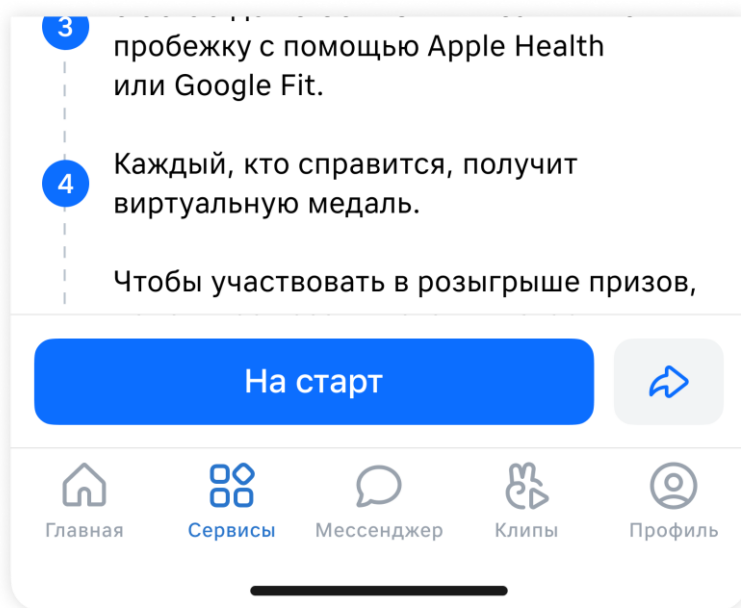 3
пробежку с помощью Apple Health
или Google Fit.
4
Каждый, кто справится, получит
виртуальную медаль.
Чтобы участвовать в розыгрыше призов,
На старт
Главная
Сервисы
Мессенджер
Клипы
Профиль